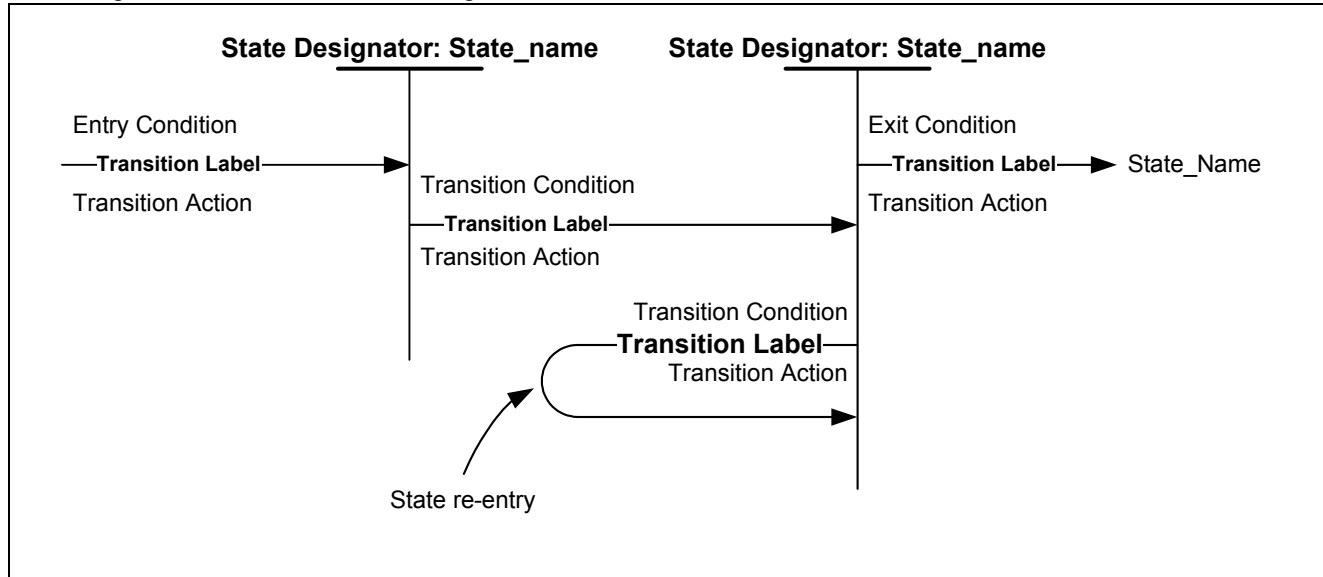 State Designator: State_name
State Designator: State_name
Entry Condition
Transition Label
Transition Action
Transition Condition
Transition Label
Transition Action
Exit Condition
Transition Label
State_Name
Transition Action
Transition Condition
Transition Label
Transition Action
State re-entry